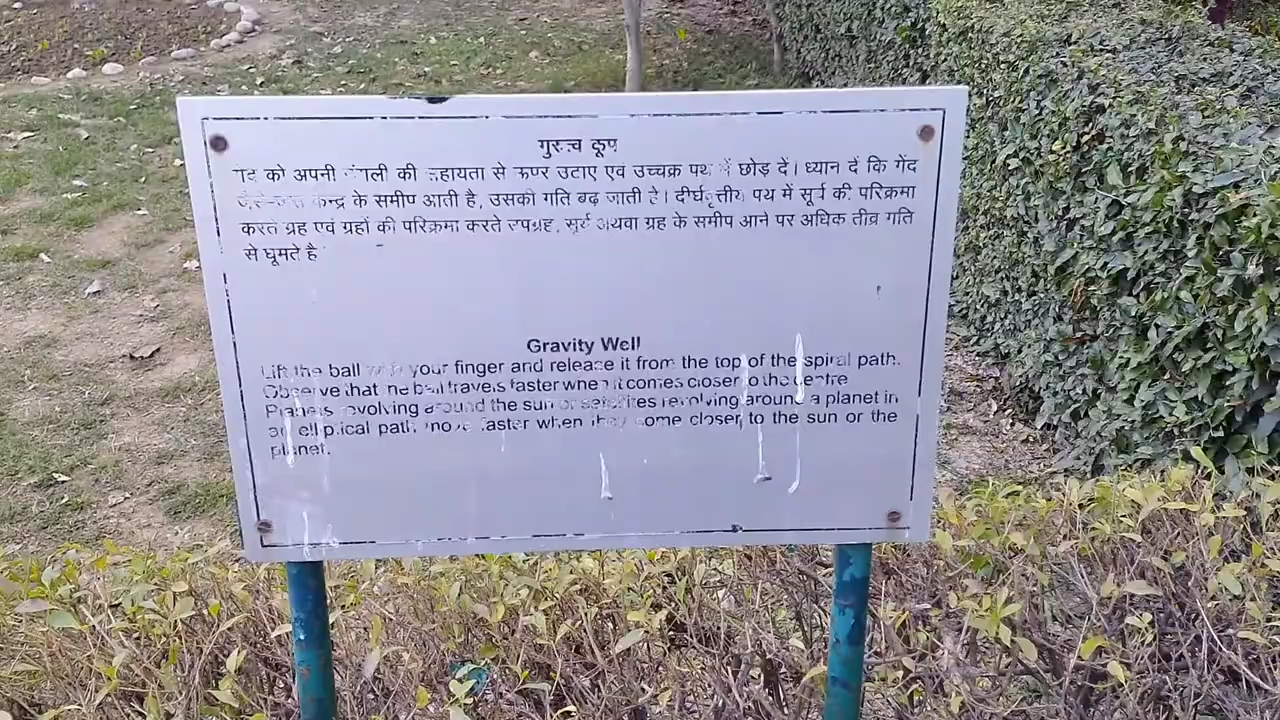 गुरुत्व कूप
को अपनी की सहायता से ऊपर उठाए एवं उच्चक्र पथ में छोड़ दें। ध्यान दें कि गेंद
केन्द्र के समीप आती है, उसकी गति बढ़ जाती है। दीर्घवृत्तीय पथ में सूर्य की परिक्रमा
करते ग्रह एवं ग्रहों की परिक्रमा करते उपग्रह, सूर्य अथवा ग्रह के समीप आने पर अधिक तीव्र गति
से घूमते है
Gravity Well
Lift the ball with your finger and release it from the top of the spiral path.
Observe that the ball travels faster when it comes closer to the centre
Planets revolving around the sun or satellites revolving around a planet in
an elliptical path move faster when they come closer to the sun or the
planet.